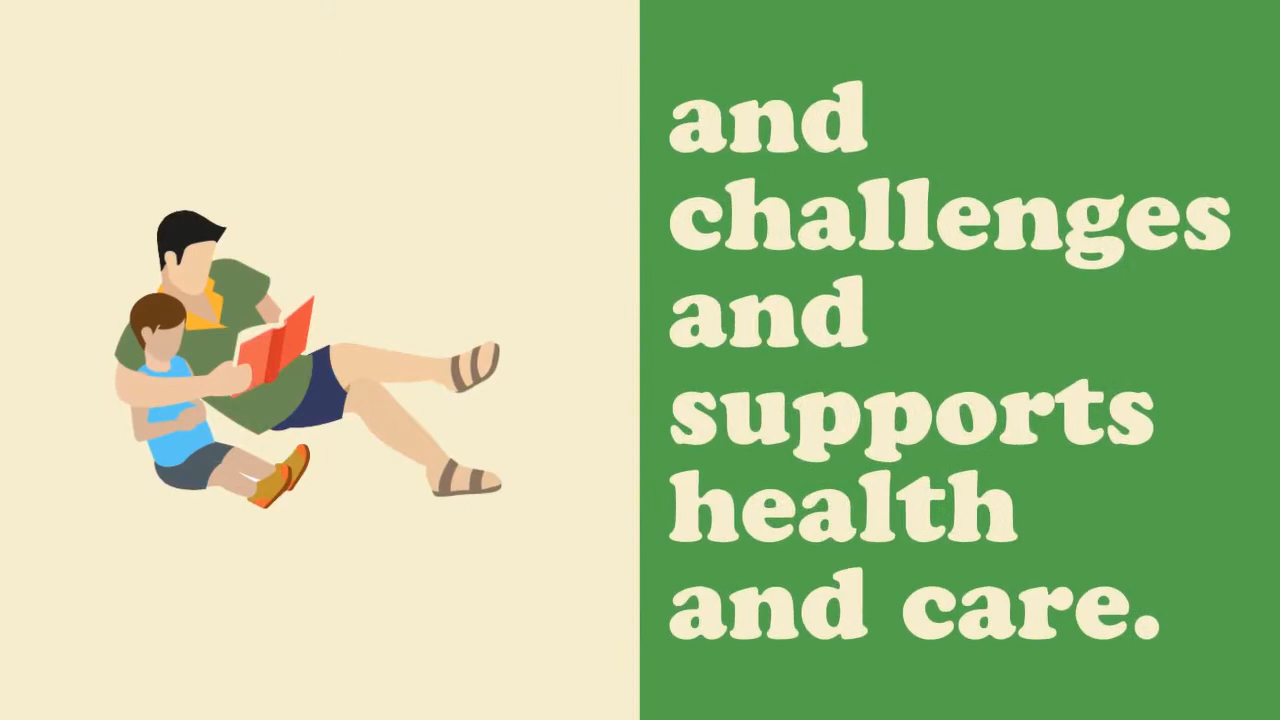 and
challenges
and
supports
health
and care.